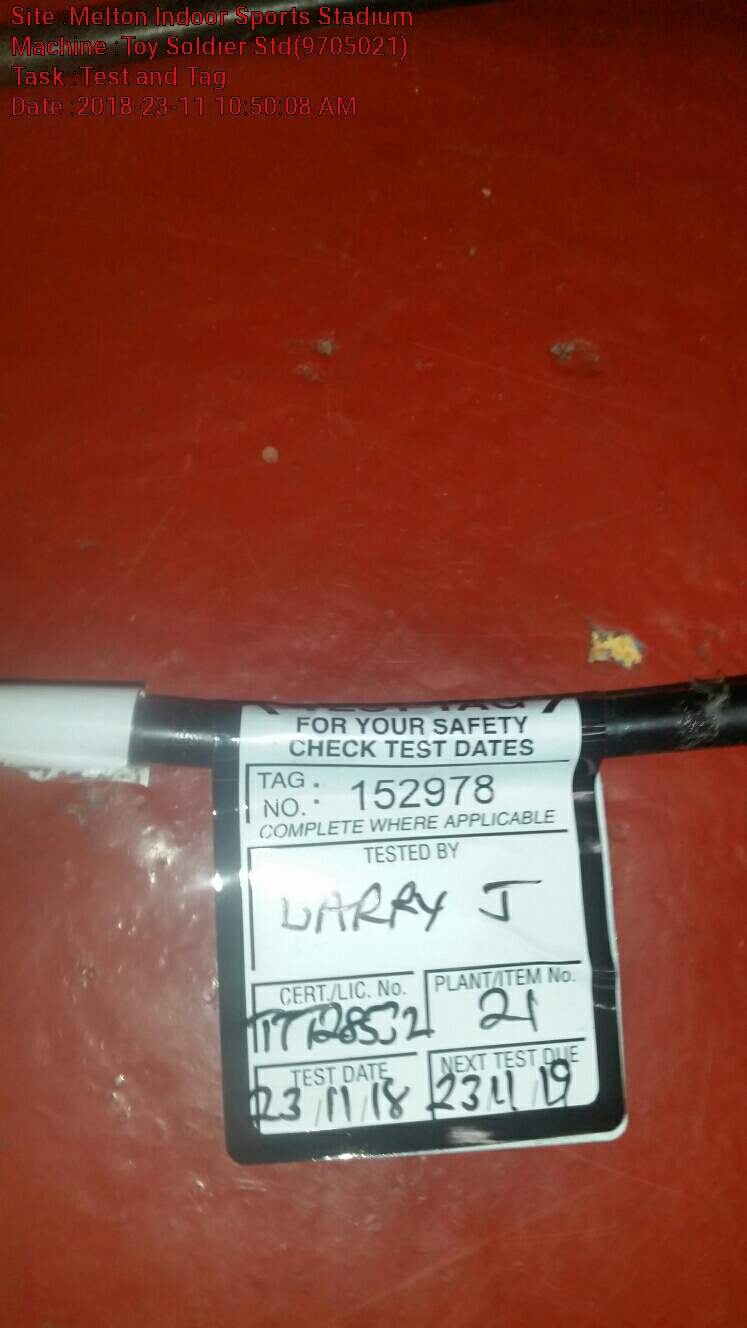 Site :Melton Indoor Sports Stadium
Machine :Toy Soldier Std(9705021)
Task :Test and Tag
Date :2018-23-11 10:50:08 AM
TEST TAG
FOR YOUR SAFETY
CHECK TEST DATES
TAG NO. : 152978
COMPLETE WHERE APPLICABLE
TESTED BY
LARRY J
CERT./LIC. No. PLANT/ITEM No.
21
TEST DATE NEXT TEST DUE
23/11/18 23/11/19